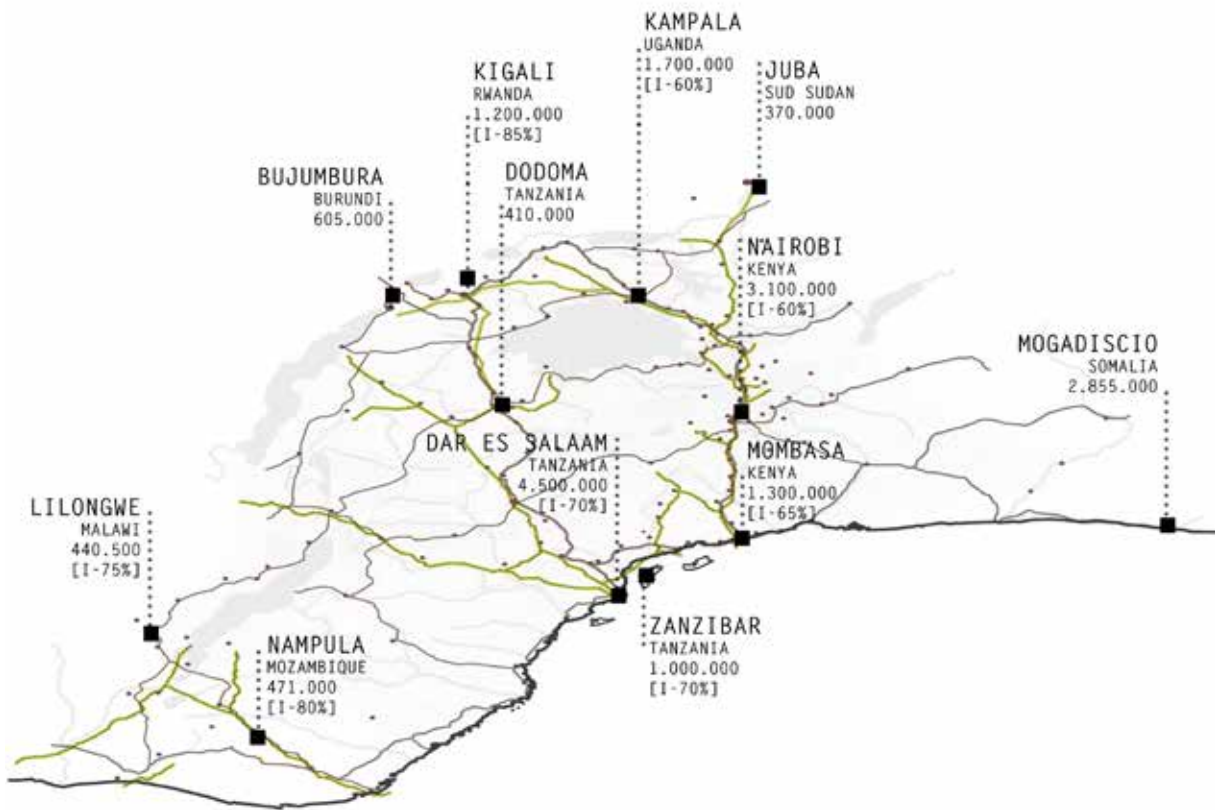 KAMPALA
UGANDA
1.700.000
[I-60%]
KIGALI
RWANDA
1.200.000
[I-85%]
JUBA
SUD SUDAN
370.000
BUJUMBURA
BURUNDI
605.000
DODOMA
TANZANIA
410.000
NAIROBI
KENYA
3.100.000
[I-60%]
MOGADISCIO
SOMALIA
2.855.000
DAR ES SALAAM
TANZANIA
4.500.000
[I-70%]
MOMBASA
KENYA
1.300.000
[I-65%]
LILONGWE
MALAWI
440.500
[I-75%]
NAMPULA
MOZAMBIQUE
471.000
[I-80%]
ZANZIBAR
TANZANIA
1.000.000
[I-70%]